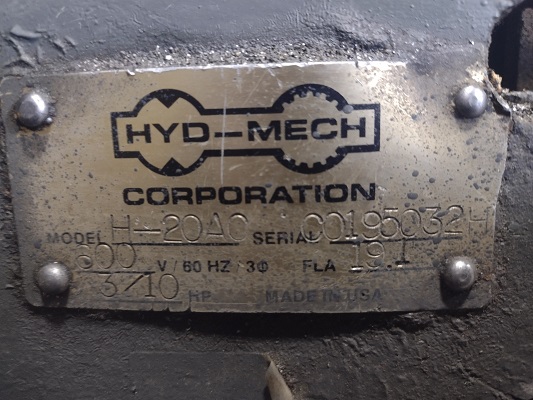 HYD-MECH
CORPORATION
MODEL H-20AC SERIAL C0195032H
600 V/60 HZ/3Φ FLA 19.1
3/10 HP MADE IN USA